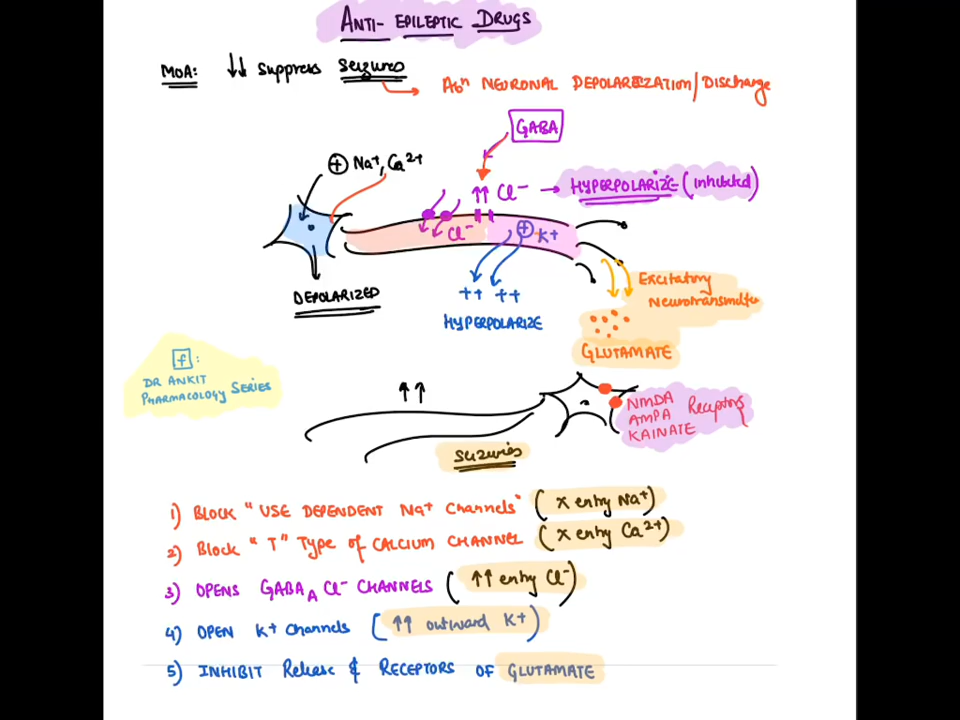 ANTI- EPILEPTIC DRUGS
MOA: ↓↓ suppress seizures
Abⁿ NEURONAL DEPOLARIZATION/Discharge
GABA
⊕ Na⁺, Ca²⁺
↑↑ Cl⁻ → HYPERPOLARIZE (inhibited)
Cl⁻
⊕ K+
DEPOLARIZED
++ ++
HYPERPOLARIZE
Excitatory
Neurotransmitter
GLUTAMATE
f :
DR ANKIT
PHARMACOLOGY SERIES
↑↑
NMDA
AMPA Receptors
KAINATE
seizuries
1) BLOCK "USE DEPENDENT Na+ Channels" (x entry Na+)
2) Block "T" Type of CALCIUM CHANNEL (x entry Ca²⁺)
3) OPENS GABA_A Cl⁻ CHANNELS (↑↑ entry Cl⁻)
4) OPEN K+ Channels (↑↑ outward K+)
5) INHIBIT Release & RECEPTORS OF GLUTAMATE